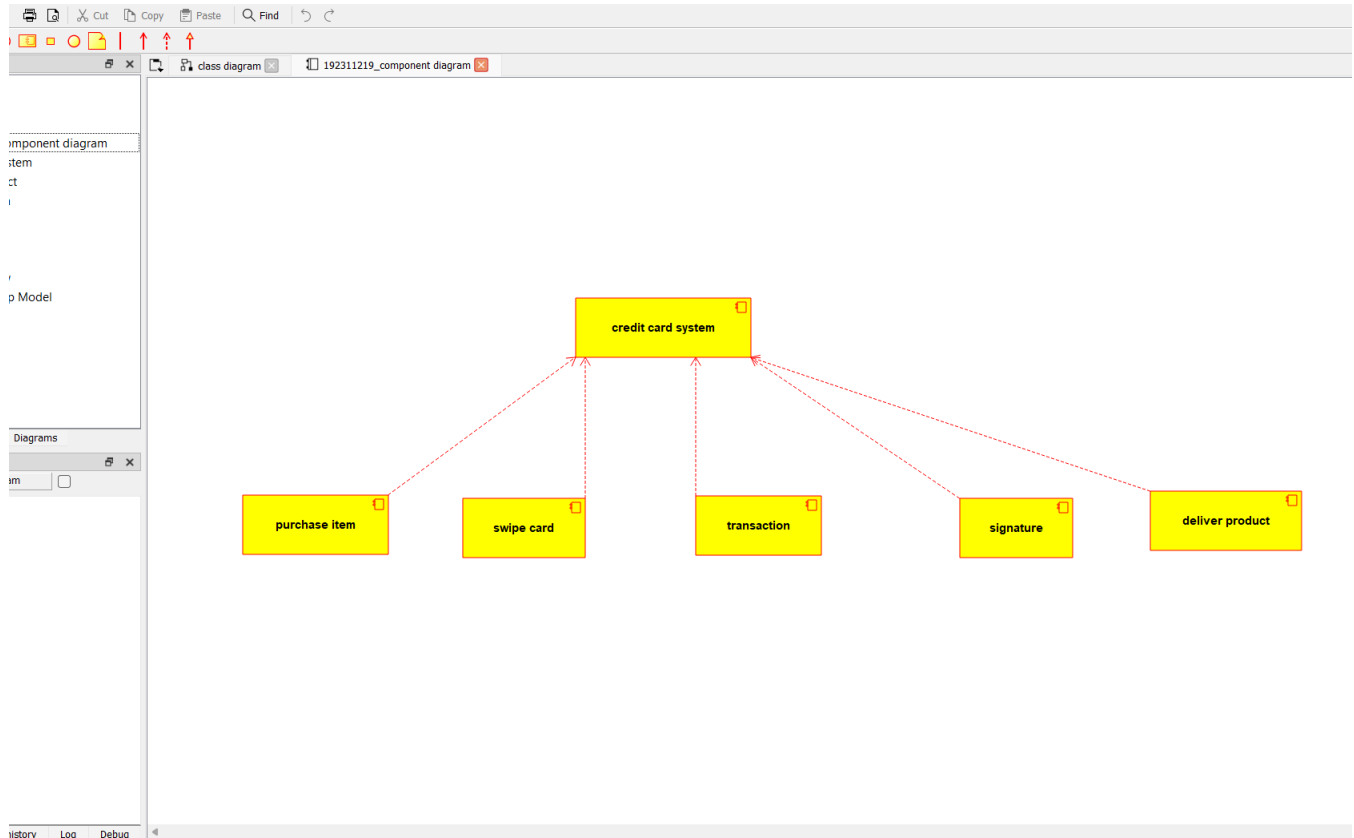 Cut Copy Paste Find
class diagram 192311219_component diagram
omponent diagram
stem
ct
p Model
Diagrams
am
credit card system
purchase item
swipe card
transaction
signature
deliver product
history Log Debug